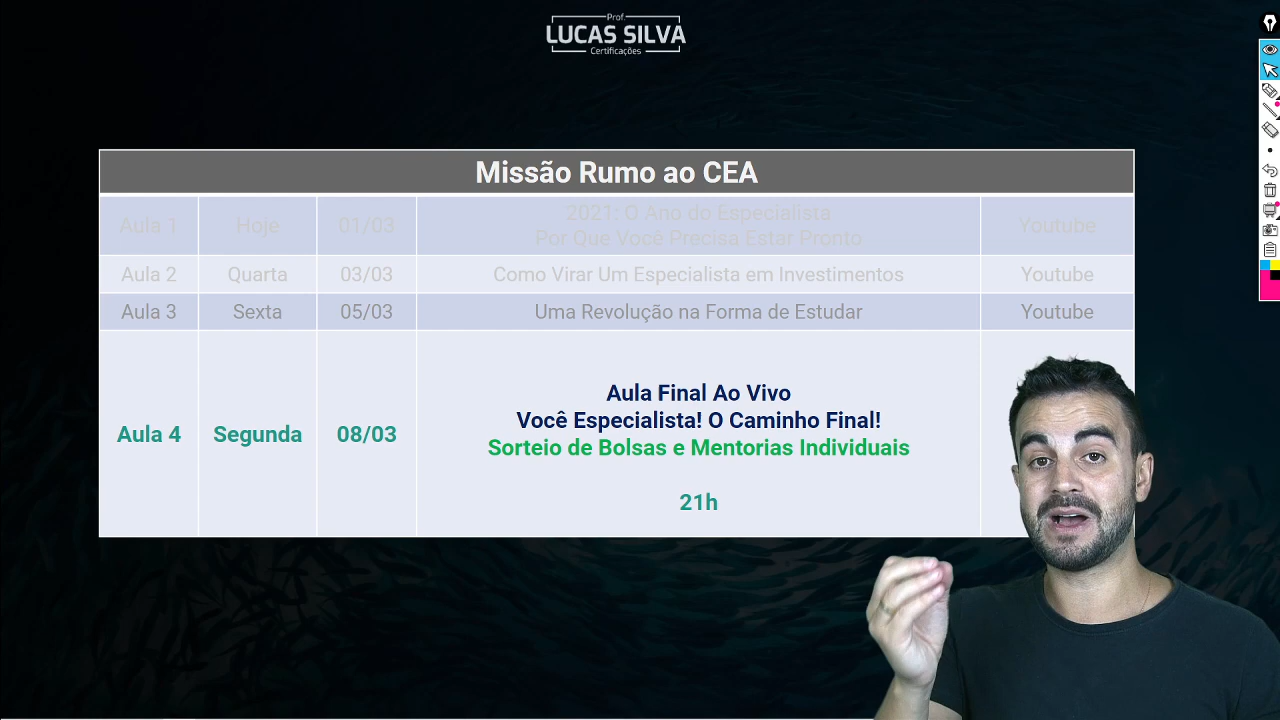 Prof.
LUCAS SILVA
Certificações
Missão Rumo ao CEA
Aula 1 Hoje 01/03 2021: O Ano do Especialista Youtube
Por Que Você Precisa Estar Pronto
Aula 2 Quarta 03/03 Como Virar Um Especialista em Investimentos Youtube
Aula 3 Sexta 05/03 Uma Revolução na Forma de Estudar Youtube
Aula Final Ao Vivo
Você Especialista! O Caminho Final!
Aula 4 Segunda 08/03 Sorteio de Bolsas e Mentorias Individuais
21h